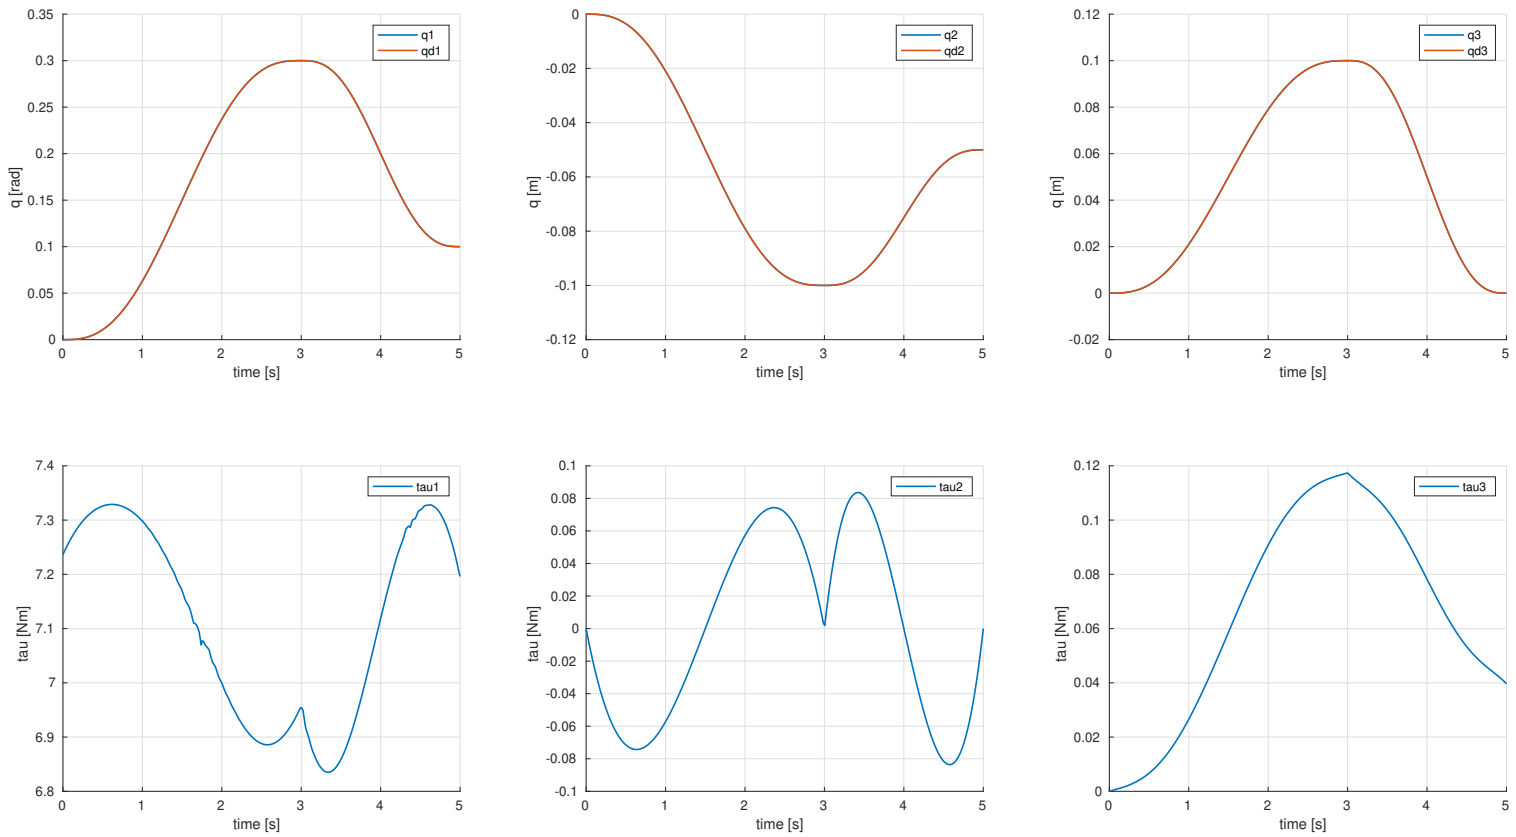 0.35
0.3
0.25
0.2
0.15
0.1
0.05
0
q [rad]
0 1 2 3 4 5
time [s]
q1
qd1
0
-0.02
-0.04
-0.06
-0.08
-0.1
-0.12
q [m]
0 1 2 3 4 5
time [s]
q2
qd2
0.12
0.1
0.08
0.06
0.04
0.02
0
-0.02
q [m]
0 1 2 3 4 5
time [s]
q3
qd3
7.4
7.3
7.2
7.1
7
6.9
6.8
tau [Nm]
0 1 2 3 4 5
time [s]
tau1
0.1
0.08
0.06
0.04
0.02
0
-0.02
-0.04
-0.06
-0.08
-0.1
tau [Nm]
0 1 2 3 4 5
time [s]
tau2
0.12
0.1
0.08
0.06
0.04
0.02
0
tau [Nm]
0 1 2 3 4 5
time [s]
tau3